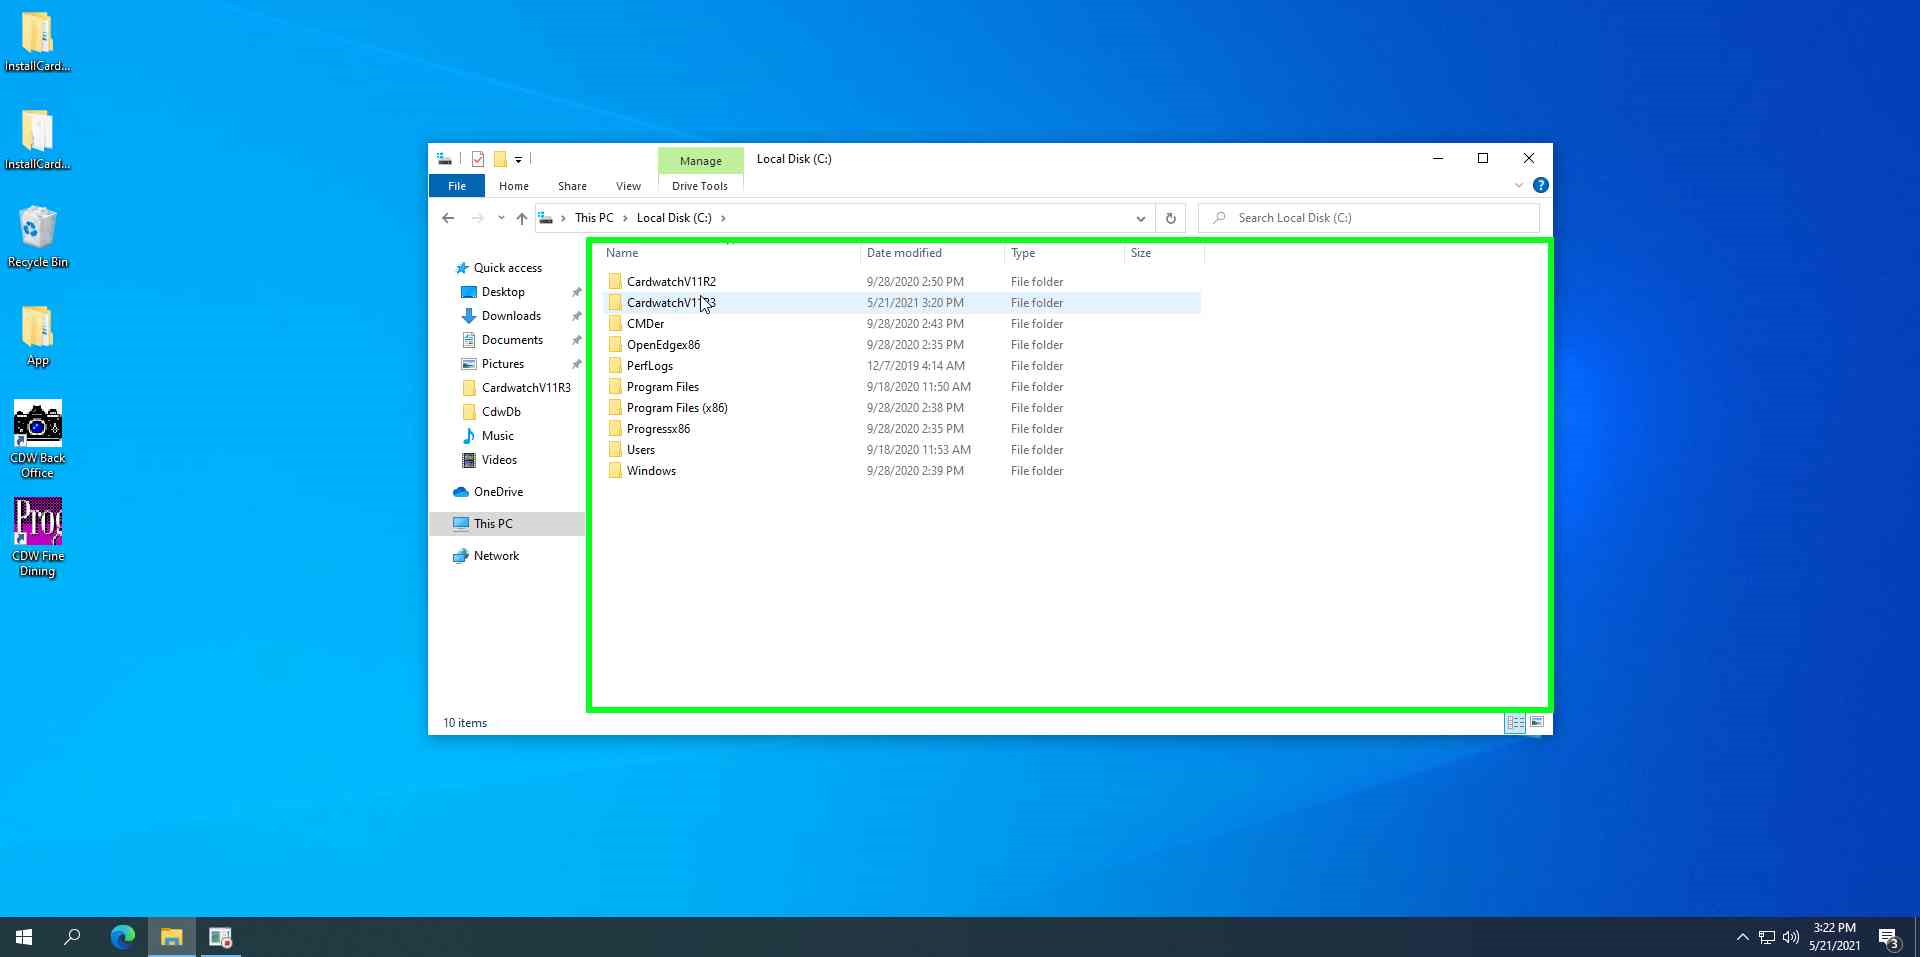 InstallCard...
InstallCard...
Recycle Bin
App
CDW Back
Office
Prog
CDW Fine
Dining
Manage
Local Disk (C:)
File
Home
Share
View
Drive Tools
This PC
Local Disk (C:)
Search Local Disk (C:)
Quick access
Desktop
Downloads
Documents
Pictures
CardwatchV11R3
CdwDb
Music
Videos
OneDrive
This PC
Network
Name Date modified Type Size
CardwatchV11R2 9/28/2020 2:50 PM File folder
CardwatchV11R3 5/21/2021 3:20 PM File folder
CMDer 9/28/2020 2:43 PM File folder
OpenEdgex86 9/28/2020 2:35 PM File folder
PerfLogs 12/7/2019 4:14 AM File folder
Program Files 9/18/2020 11:50 AM File folder
Program Files (x86) 9/28/2020 2:38 PM File folder
Progressx86 9/28/2020 2:35 PM File folder
Users 9/18/2020 11:53 AM File folder
Windows 9/28/2020 2:39 PM File folder
10 items
3:22 PM
5/21/2021
3